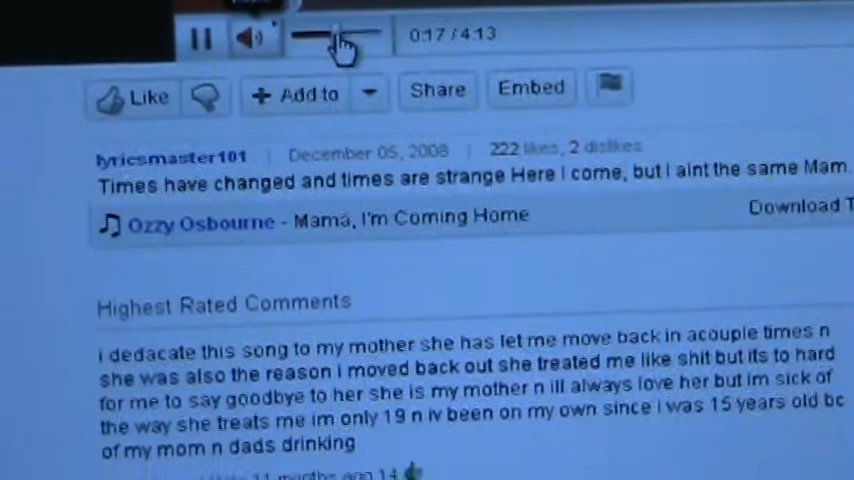 0:17 / 4:13
Like
Add to
Share
Embed
lyricsmaster101 | December 05, 2008 | 222 likes, 2 dislikes
Times have changed and times are strange Here I come, but I aint the same Mam
Ozzy Osbourne - Mama, I'm Coming Home
Download T
Highest Rated Comments
i dedacate this song to my mother she has let me move back in acouple times n
she was also the reason i moved back out she treated me like shit but its to hard
for me to say goodbye to her she is my mother n ill always love her but im sick of
the way she treats me im only 19 n iv been on my own since i was 15 years old bc
of my mom n dads drinking
11 months ago 14